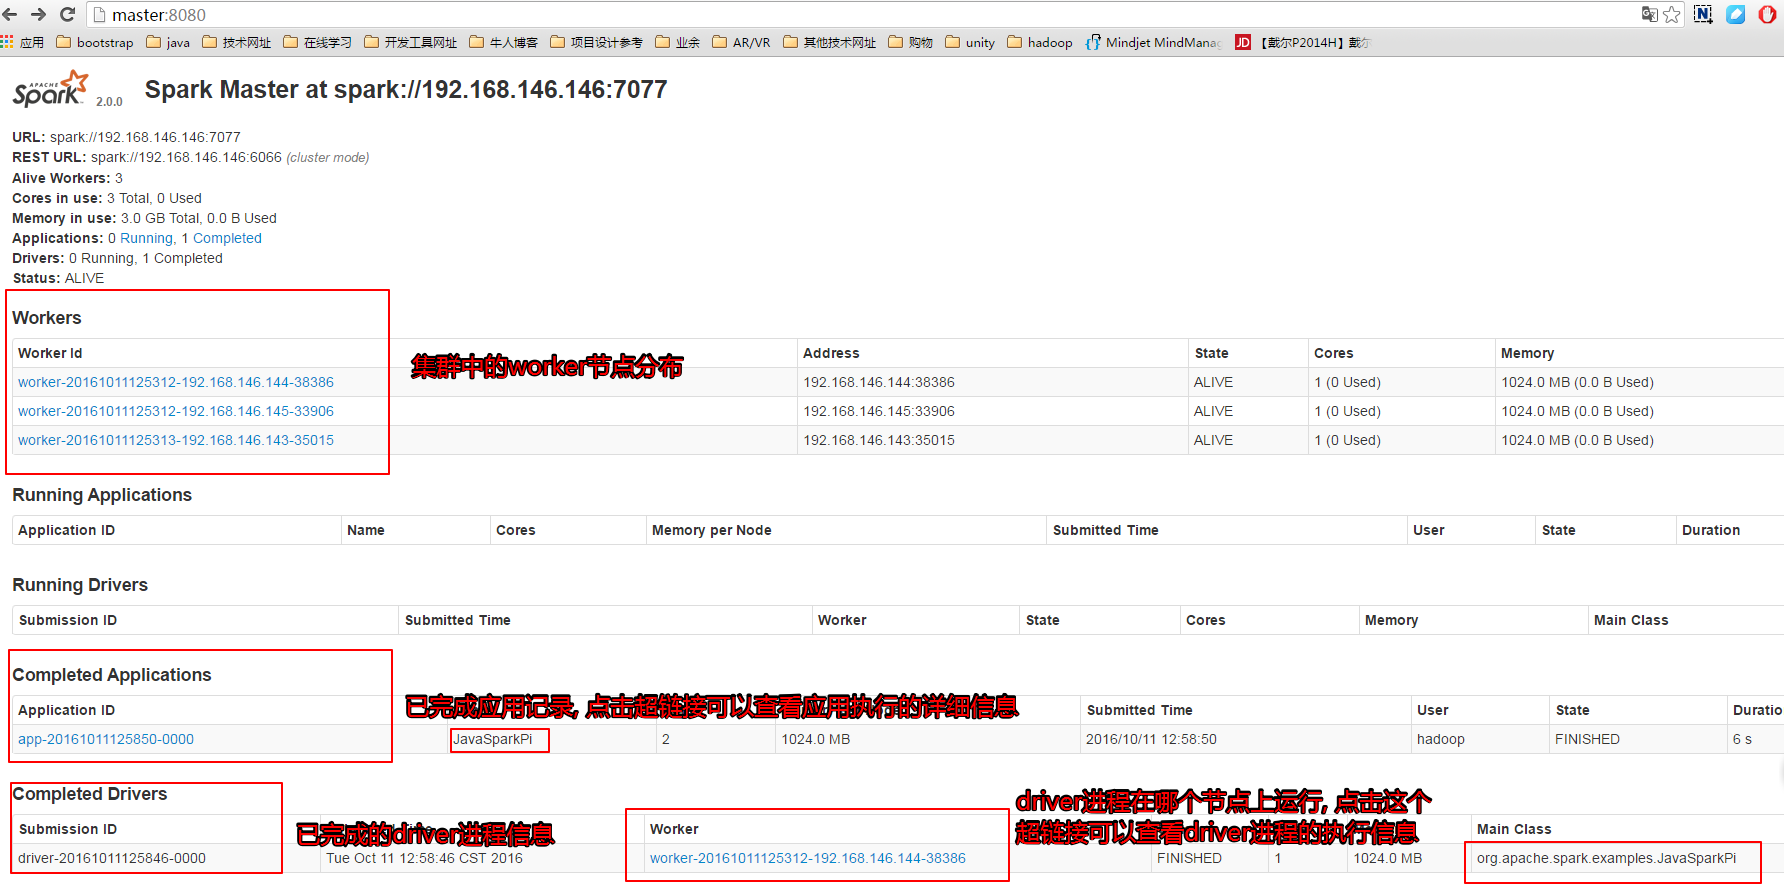 master:8080
应用 bootstrap java 技术网址 在线学习 开发工具网址 牛人博客 项目设计参考 业余 AR/VR 其他技术网址 购物 unity hadoop Mindjet MindManag JD 【戴尔P2014H】戴尔
APACHE
Spark 2.0.0 Spark Master at spark://192.168.146.146:7077
URL: spark://192.168.146.146:7077
REST URL: spark://192.168.146.146:6066 (cluster mode)
Alive Workers: 3
Cores in use: 3 Total, 0 Used
Memory in use: 3.0 GB Total, 0.0 B Used
Applications: 0 Running, 1 Completed
Drivers: 0 Running, 1 Completed
Status: ALIVE
Workers
Worker Id Address State Cores Memory
集群中的worker节点分布
worker-20161011125312-192.168.146.144-38386 192.168.146.144:38386 ALIVE 1 (0 Used) 1024.0 MB (0.0 B Used)
worker-20161011125312-192.168.146.145-33906 192.168.146.145:33906 ALIVE 1 (0 Used) 1024.0 MB (0.0 B Used)
worker-20161011125313-192.168.146.143-35015 192.168.146.143:35015 ALIVE 1 (0 Used) 1024.0 MB (0.0 B Used)
Running Applications
Application ID Name Cores Memory per Node Submitted Time User State Duration
Running Drivers
Submission ID Submitted Time Worker State Cores Memory Main Class
Completed Applications
已完成应用记录, 点击超链接可以查看应用执行的详细信息
Application ID Submitted Time User State Duratio
app-20161011125850-0000 JavaSparkPi 2 1024.0 MB 2016/10/11 12:58:50 hadoop FINISHED 6 s
Completed Drivers
driver进程在哪个节点上运行, 点击这个
超链接可以查看driver进程的执行信息
Submission ID Worker Main Class
已完成的driver进程信息
driver-20161011125846-0000 Tue Oct 11 12:58:46 CST 2016 worker-20161011125312-192.168.146.144-38386 FINISHED 1 1024.0 MB org.apache.spark.examples.JavaSparkPi